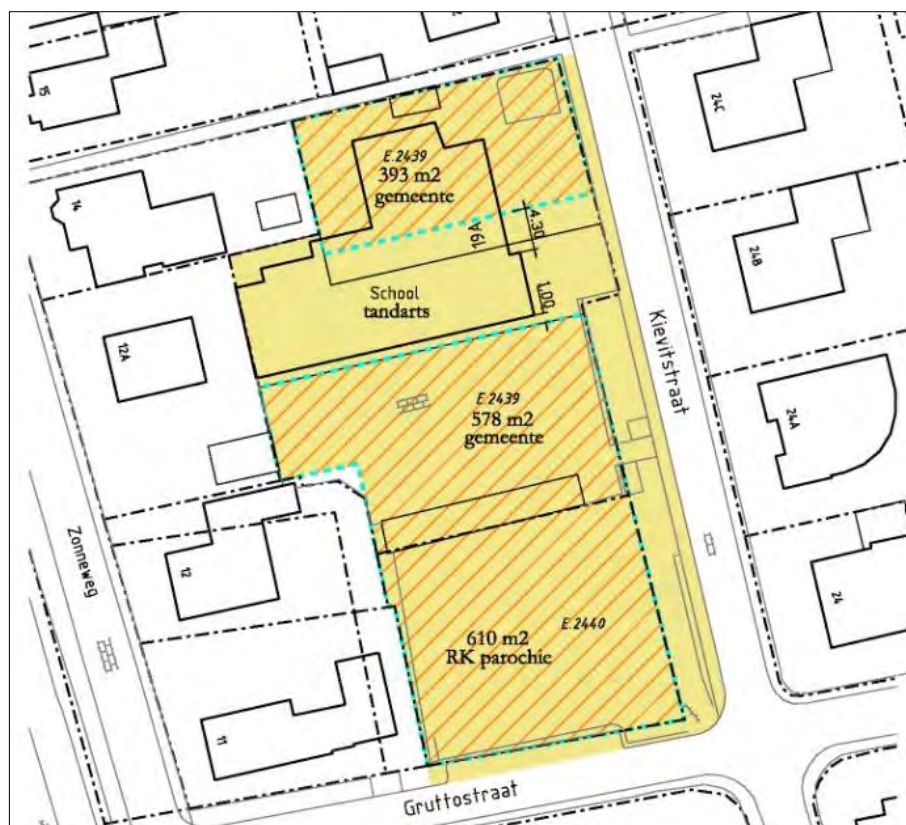 15
24C
E.2439
393 m2
gemeente
14
4.30
19A
24B
School
tandarts
1.00
Kievitstraat
12A
E.2439
578 m2
gemeente
24A
Zonneweg
12
24
E.2440
610 m2
RK parochie
11
Gruttostraat